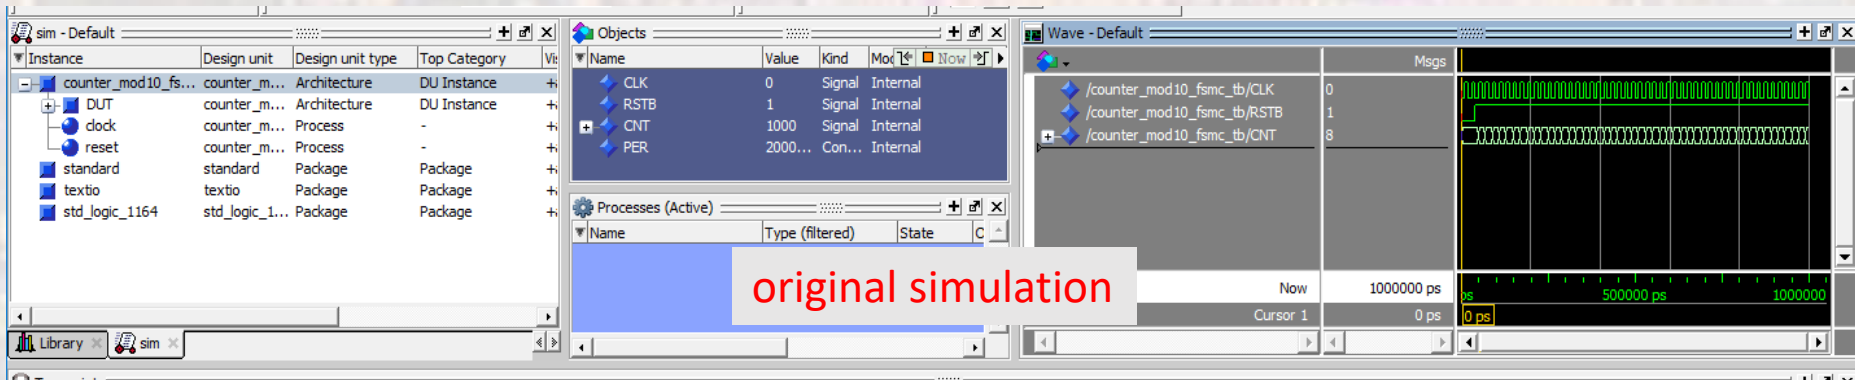 sim - Default
Instance Design unit Design unit type Top Category Vis
counter_mod10_fs... counter_m... Architecture DU Instance
DUT counter_m... Architecture DU Instance
clock counter_m... Process -
reset counter_m... Process -
standard standard Package Package
textio textio Package Package
std_logic_1164 std_logic_1... Package Package
Library sim
Objects
Name Value Kind Mod Now
CLK 0 Signal Internal
RSTB 1 Signal Internal
CNT 1000 Signal Internal
PER 2000... Con... Internal
Processes (Active)
Name Type (filtered) State
original simulation
Wave - Default
Msgs
/counter_mod10_fsmc_tb/CLK 0
/counter_mod10_fsmc_tb/RSTB 1
/counter_mod10_fsmc_tb/CNT 8
Now 1000000 ps ps 500000 ps 1000000
Cursor 1 0 ps 0 ps